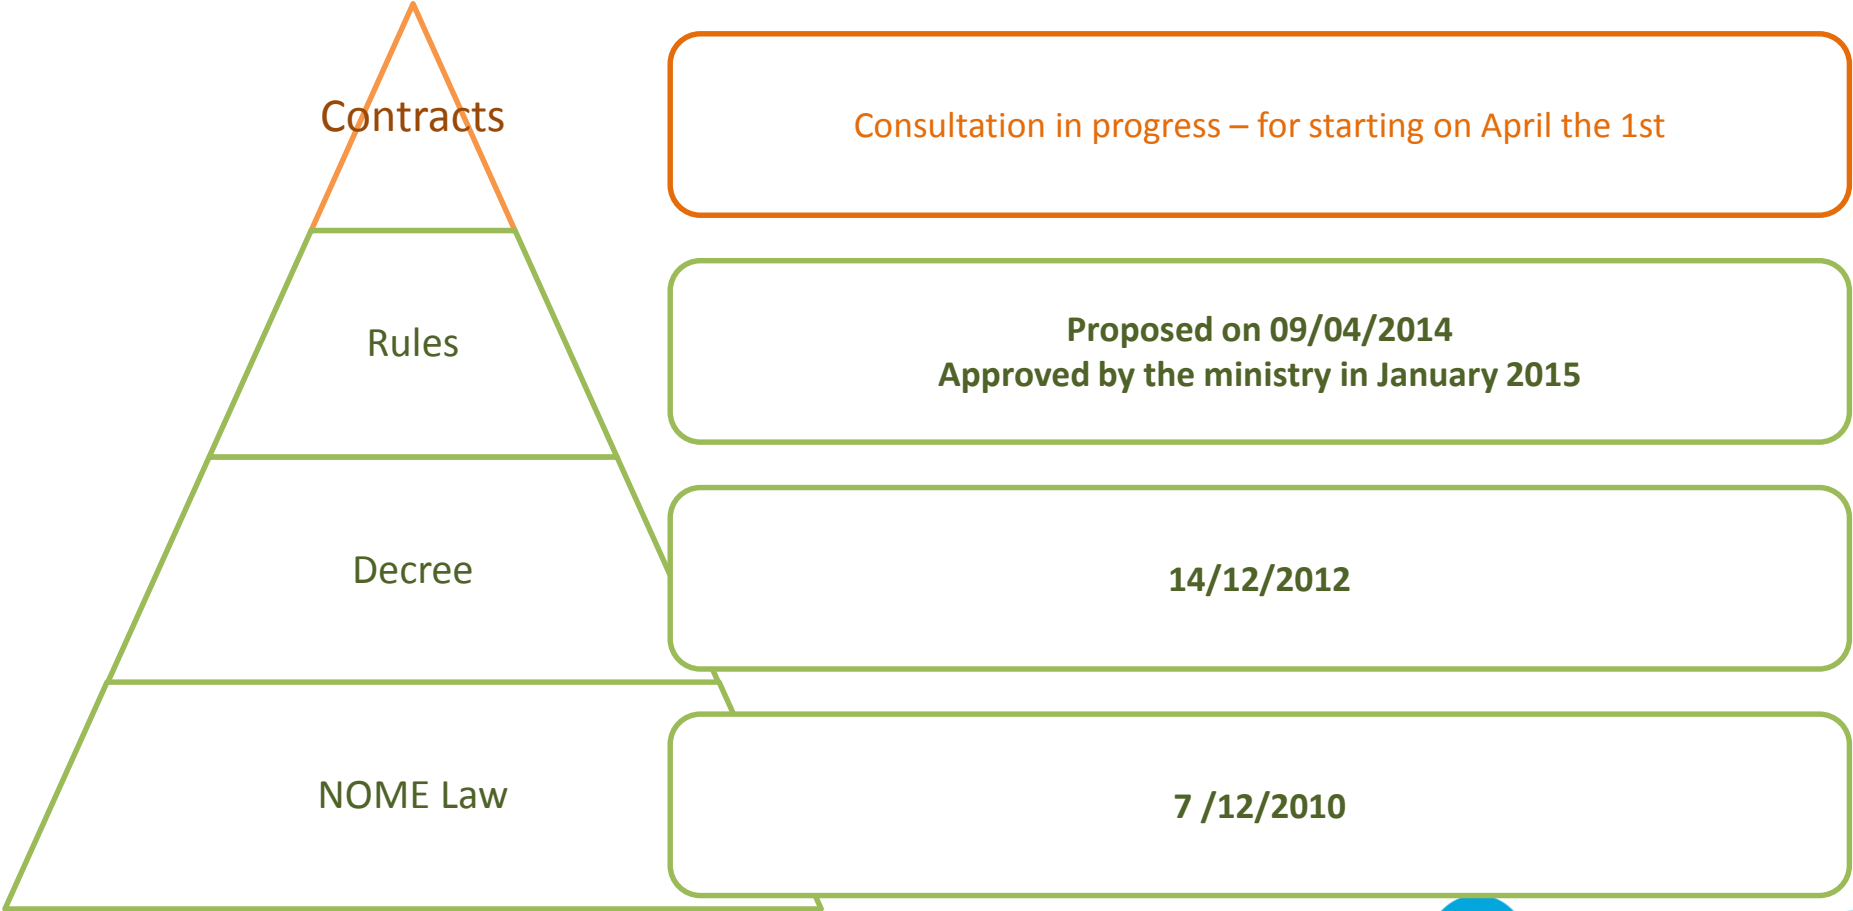 Contracts
Consultation in progress – for starting on April the 1st
Rules
Proposed on 09/04/2014
Approved by the ministry in January 2015
Decree
14/12/2012
NOME Law
7 /12/2010